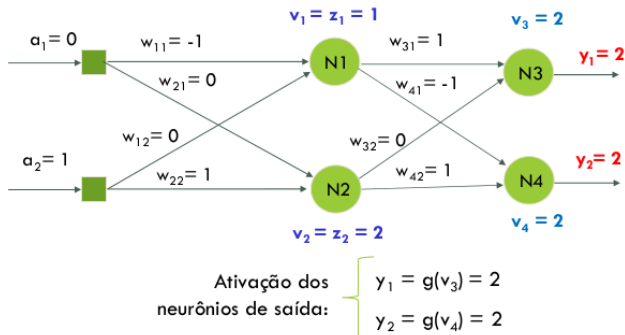 v₁ = z₁ = 1
v₃ = 2
a₁ = 0
w₁₁ = -1
N1
w₃₁ = 1
N3
y₁ = 2
w₂₁ = 0
w₄₁ = -1
w₁₂ = 0
w₃₂ = 0
a₂ = 1
w₂₂ = 1
N2
w₄₂ = 1
N4
y₂ = 2
v₂ = z₂ = 2
v₄ = 2
Ativação dos
neurônios de saída:
y₁ = g(v₃) = 2
y₂ = g(v₄) = 2